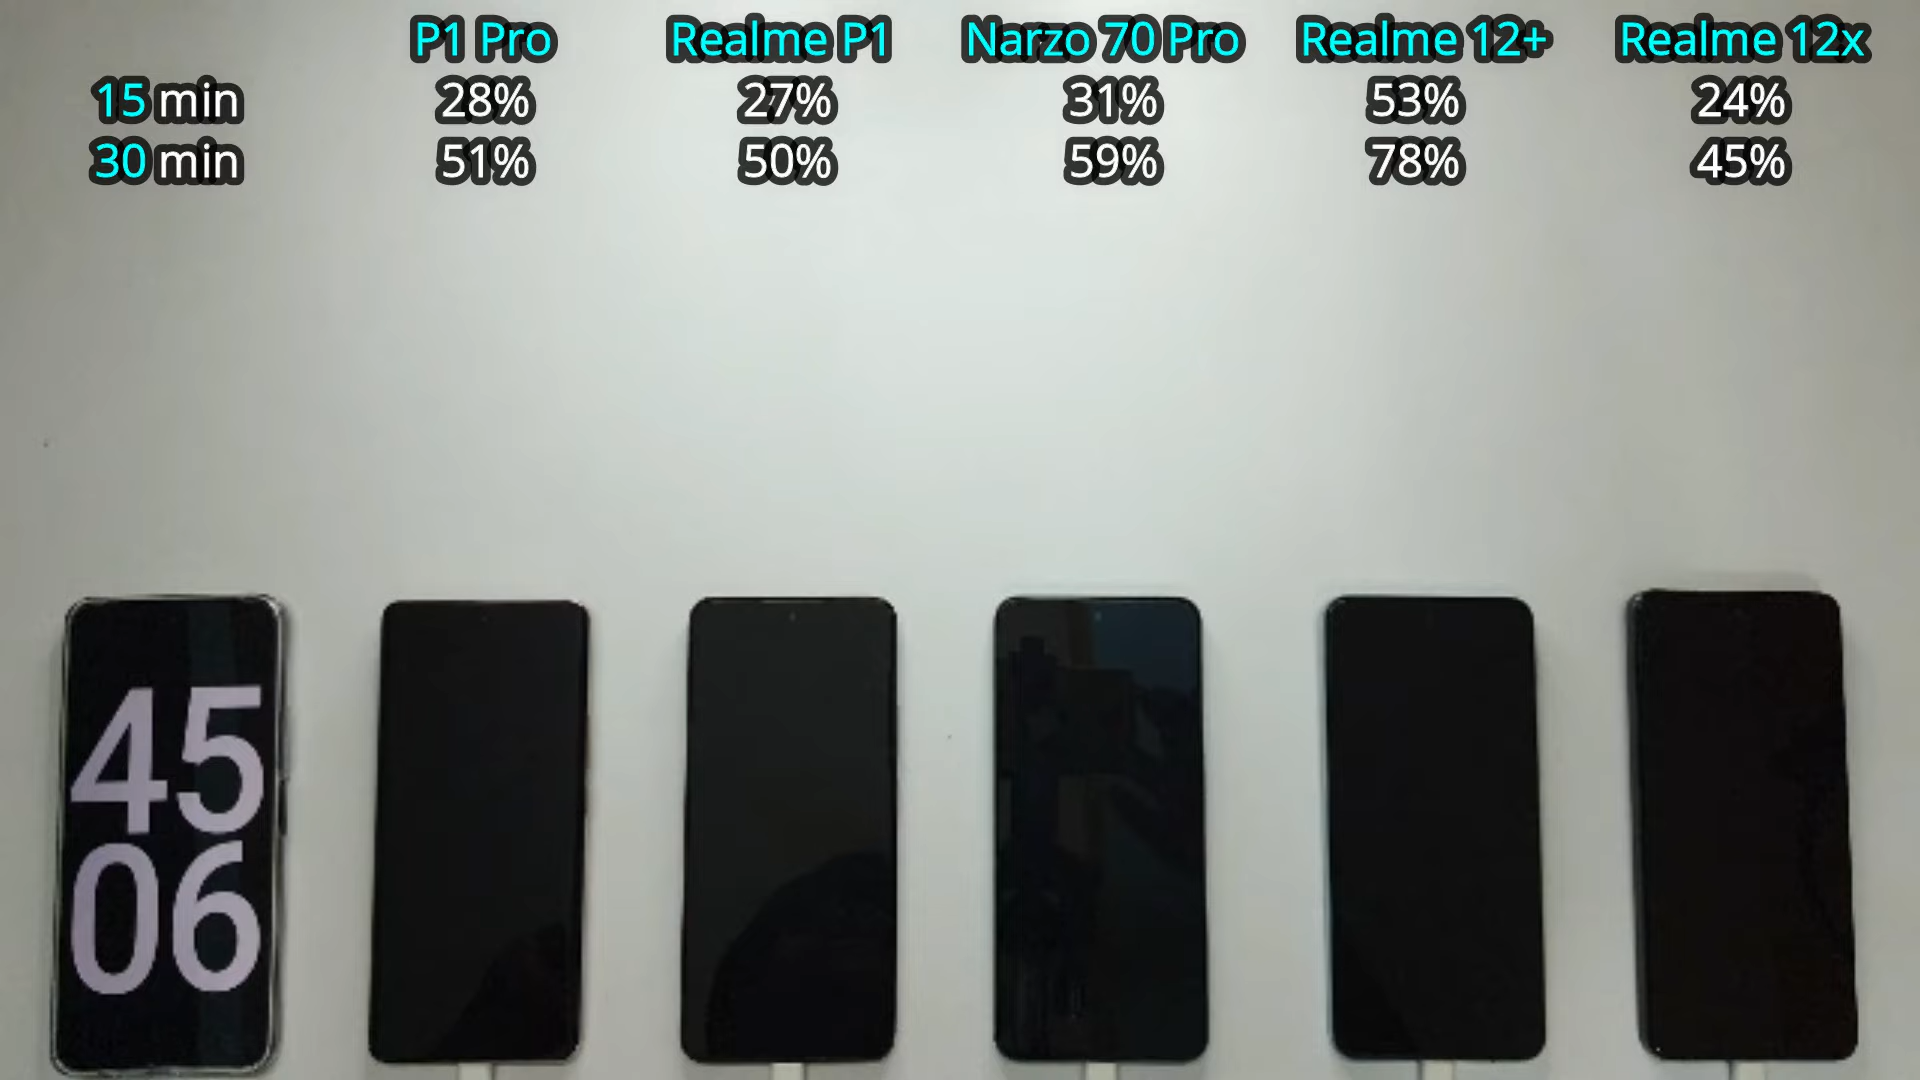 P1 Pro Realme P1 Narzo 70 Pro Realme 12+ Realme 12x
15 min 28% 27% 31% 53% 24%
30 min 51% 50% 59% 78% 45%
45
06